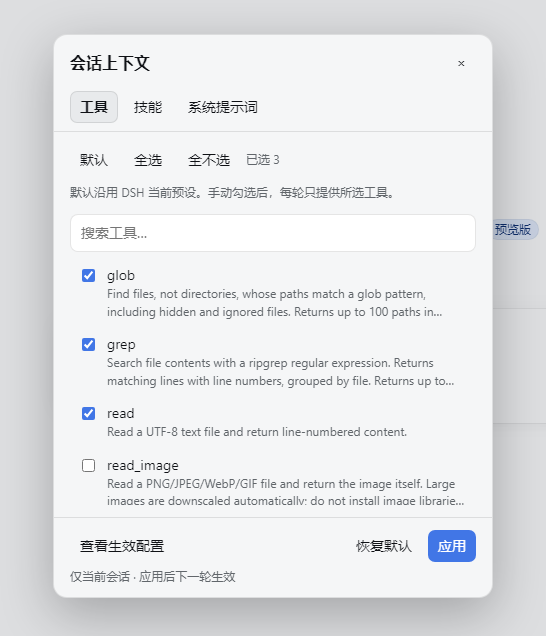 会话上下文
×
工具 技能 系统提示词
默认 全选 全不选 已选 3
默认沿用 DSH 当前预设。手动勾选后，每轮只提供所选工具。
搜索工具...
预览版
glob
Find files, not directories, whose paths match a glob pattern,
including hidden and ignored files. Returns up to 100 paths in...
grep
Search file contents with a ripgrep regular expression. Returns
matching lines with line numbers, grouped by file. Returns up to...
read
Read a UTF-8 text file and return line-numbered content.
read_image
Read a PNG/JPEG/WebP/GIF file and return the image itself. Large
images are downscaled automatically; do not install image librarie...
查看生效配置 恢复默认 应用
仅当前会话 · 应用后下一轮生效